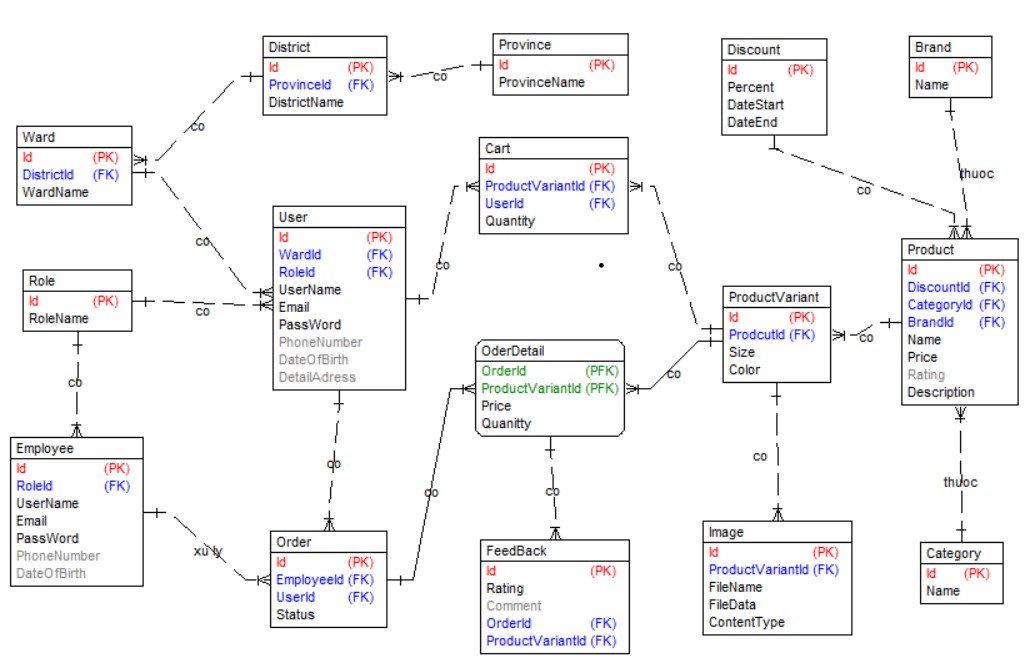 District
Id (PK)
ProvinceId (FK)
DistrictName
co
Province
Id (PK)
ProvinceName
Discount
Id (PK)
Percent
DateStart
DateEnd
Brand
Id (PK)
Name
Ward
Id (PK)
DistrictId (FK)
WardName
co
co
Cart
Id (PK)
ProductVariantId (FK)
UserId (FK)
Quantity
co
co
co
thuoc
User
Id (PK)
WardId (FK)
RoleId (FK)
UserName
Email
PassWord
PhoneNumber
DateOfBirth
DetailAdress
Role
Id (PK)
RoleName
co
co
Product
Id (PK)
DiscountId (FK)
CategoryId (FK)
BrandId (FK)
Name
Price
Rating
Description
ProductVariant
Id (PK)
ProdcutId (FK)
Size
Color
co
co
OderDetail
OrderId (PFK)
ProductVariantId (PFK)
Price
Quanitty
Employee
Id (PK)
RoleId (FK)
UserName
Email
PassWord
PhoneNumber
DateOfBirth
xu ly
co
co
co
co
thuoc
Order
Id (PK)
EmployeeId (FK)
UserId (FK)
Status
FeedBack
Id (PK)
Rating
Comment
OrderId (FK)
ProductVariantId (FK)
Image
Id (PK)
ProductVariantId (FK)
FileName
FileData
ContentType
Category
Id (PK)
Name